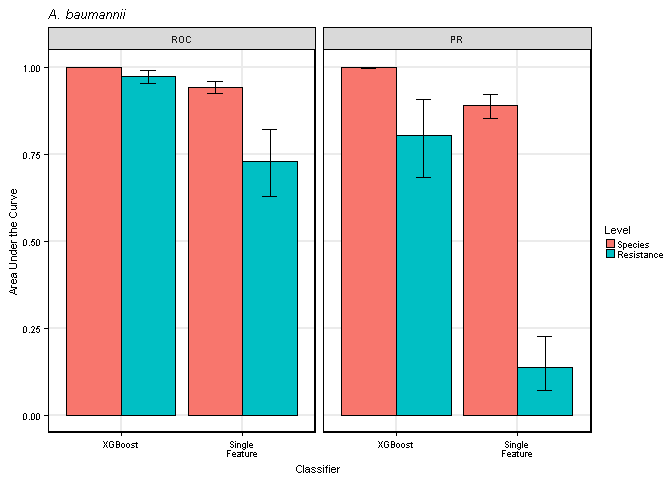 A. baumannii
ROC
PR
Area Under the Curve
1.00
0.75
0.50
0.25
0.00
XGBoost
Single
Feature
XGBoost
Single
Feature
Classifier
Level
Species
Resistance